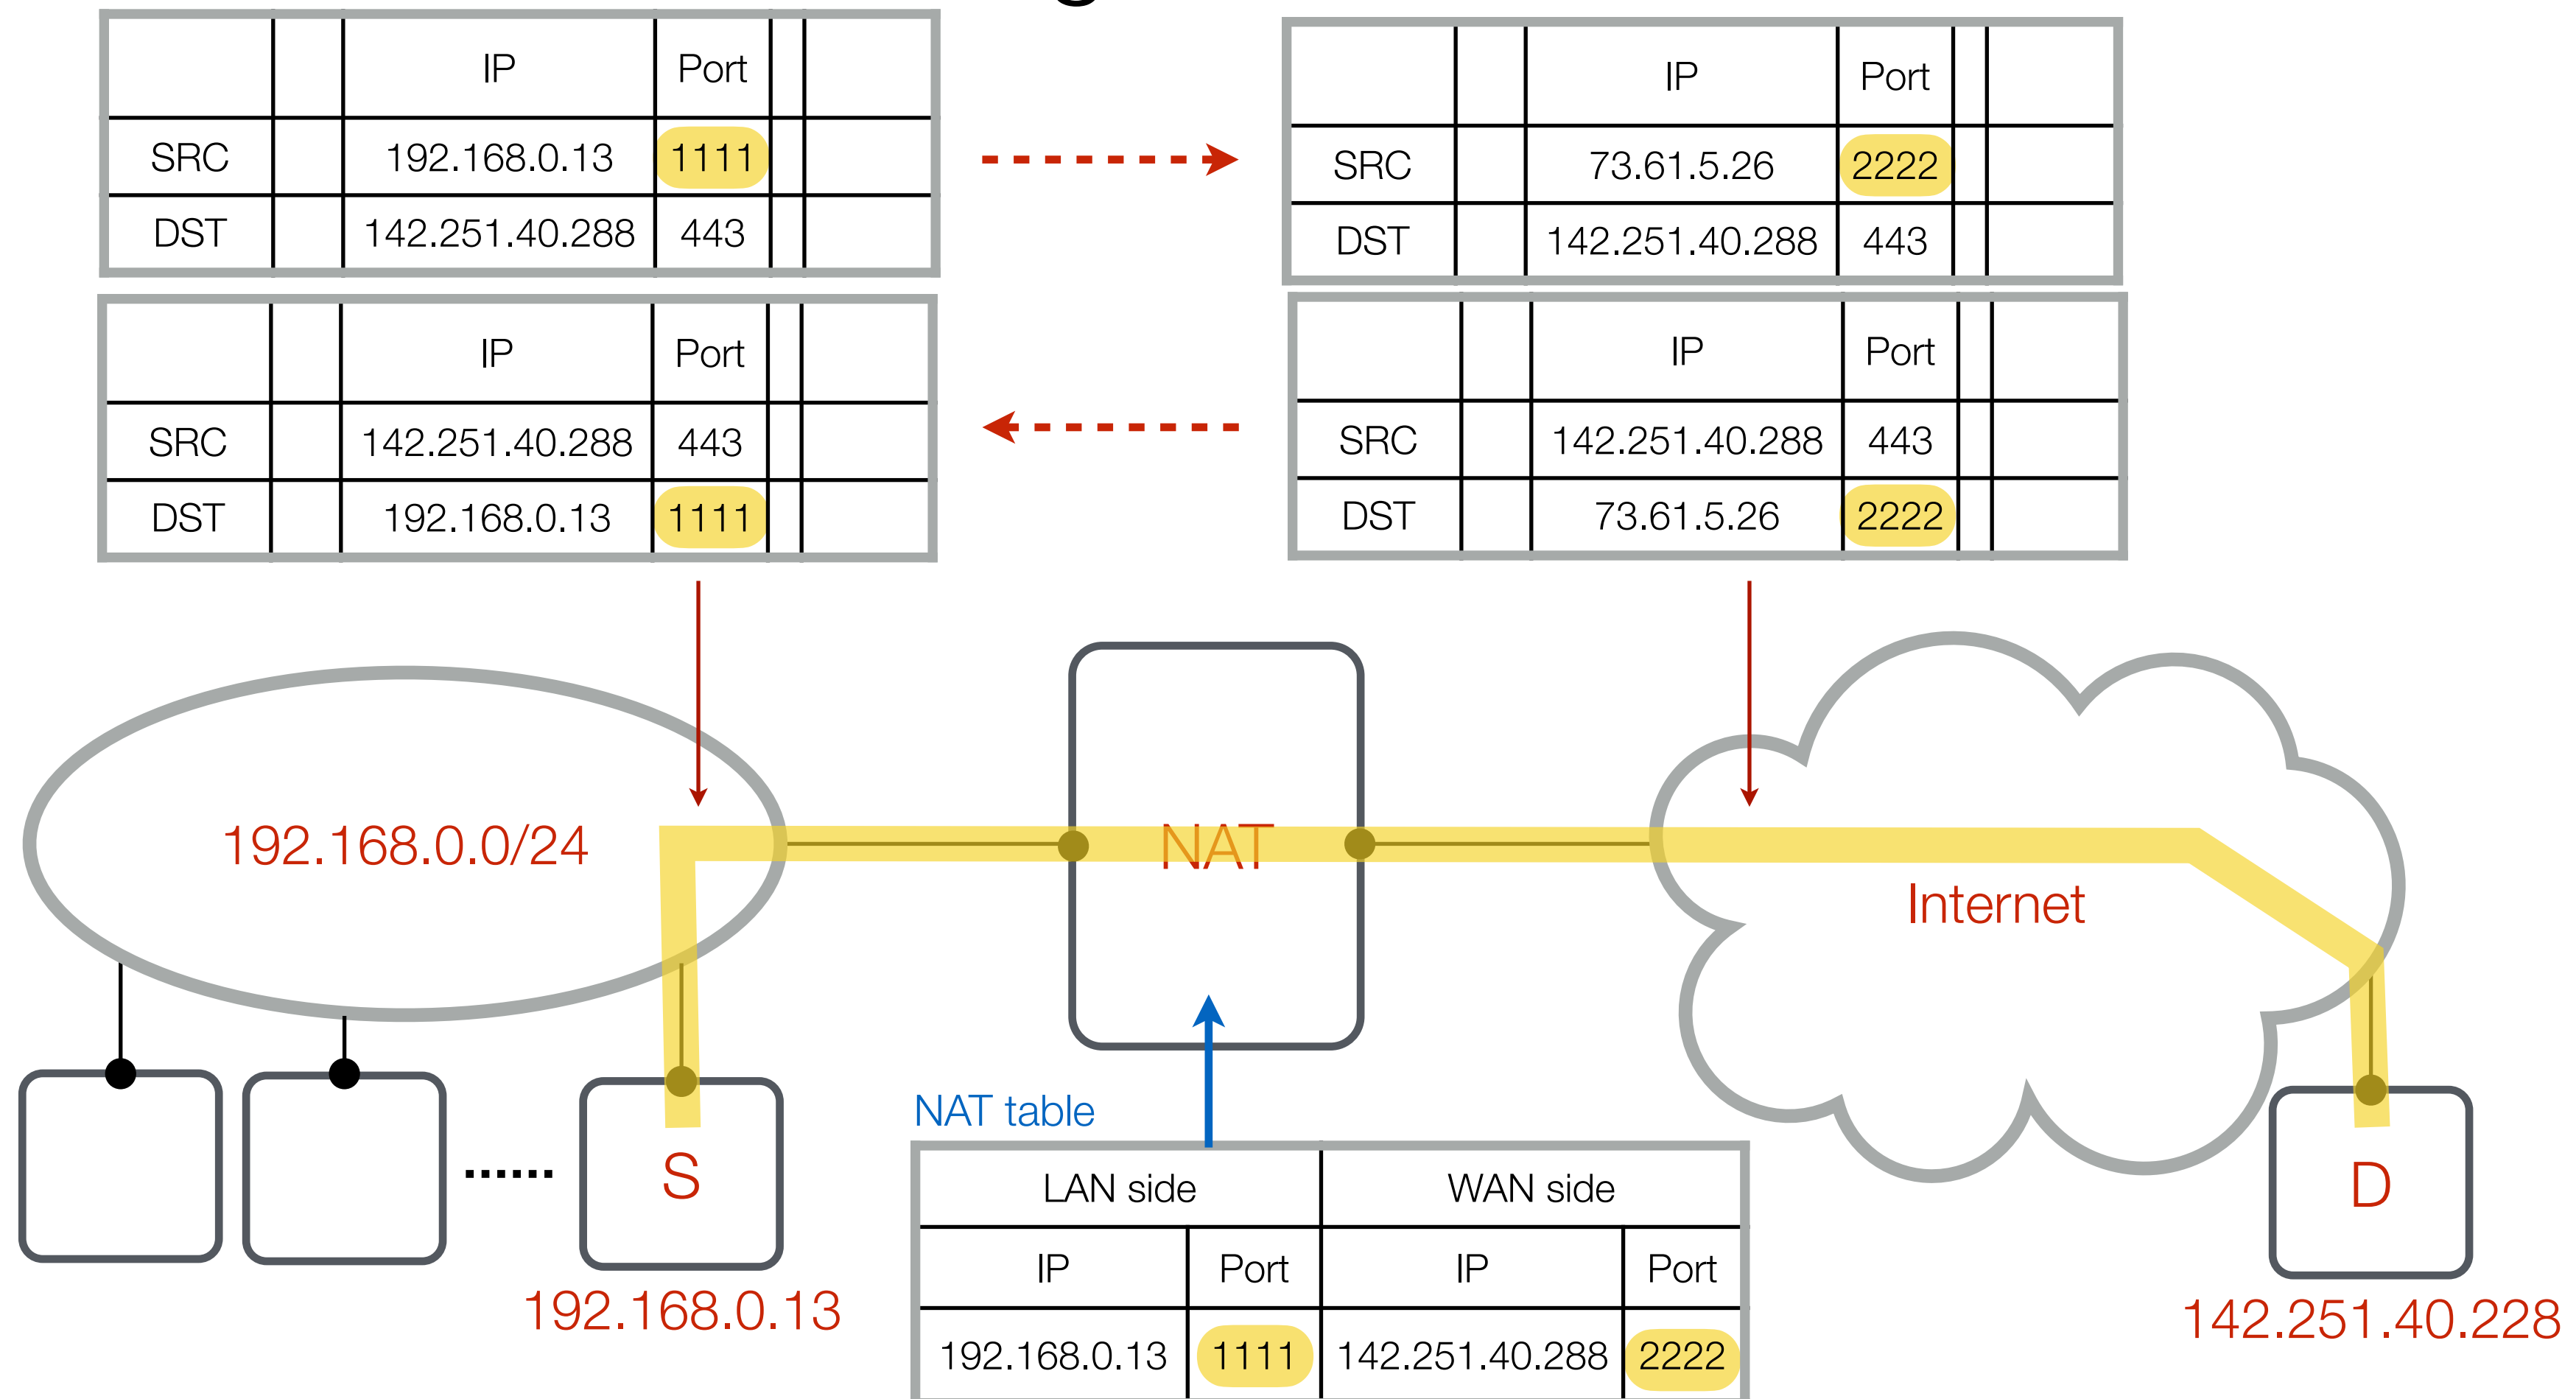 IP Port
SRC 192.168.0.13 1111
DST 142.251.40.288 443
IP Port
SRC 73.61.5.26 2222
DST 142.251.40.288 443
IP Port
SRC 142.251.40.288 443
DST 192.168.0.13 1111
IP Port
SRC 142.251.40.288 443
DST 73.61.5.26 2222
192.168.0.0/24
NAT
Internet
S
192.168.0.13
D
142.251.40.228
NAT table
LAN side WAN side
IP Port IP Port
192.168.0.13 1111 142.251.40.288 2222